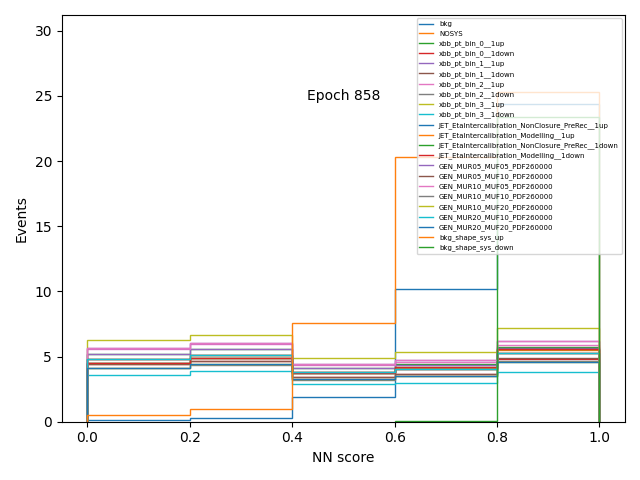 Epoch 858
bkg
NOSYS
xbb_pt_bin_0__1up
xbb_pt_bin_0__1down
xbb_pt_bin_1__1up
xbb_pt_bin_1__1down
xbb_pt_bin_2__1up
xbb_pt_bin_2__1down
xbb_pt_bin_3__1up
xbb_pt_bin_3__1down
JET_EtaIntercalibration_NonClosure_PreRec__1up
JET_EtaIntercalibration_Modelling__1up
JET_EtaIntercalibration_NonClosure_PreRec__1down
JET_EtaIntercalibration_Modelling__1down
GEN_MUR05_MUF05_PDF260000
GEN_MUR05_MUF10_PDF260000
GEN_MUR10_MUF05_PDF260000
GEN_MUR10_MUF10_PDF260000
GEN_MUR10_MUF20_PDF260000
GEN_MUR20_MUF10_PDF260000
GEN_MUR20_MUF20_PDF260000
bkg_shape_sys_up
bkg_shape_sys_down
Events
30
25
20
15
10
5
0
0.0 0.2 0.4 0.6 0.8 1.0
NN score